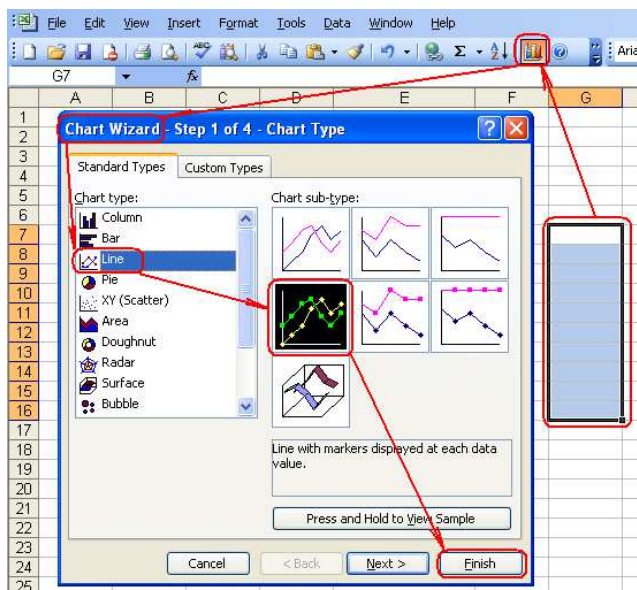 File Edit View Insert Format Tools Data Window Help
ABC Σ A Z Aria
G7 fx
A B C D E F G
1
2
3
4
5
6
7
8
9
10
11
12
13
14
15
16
17
18
19
20
21
22
23
24
25
Chart Wizard - Step 1 of 4 - Chart Type
Standard Types Custom Types
Chart type: Chart sub-type:
Column
Bar
Line
Pie
XY (Scatter)
Area
Doughnut
Radar
Surface
Bubble
Line with markers displayed at each data
value.
Press and Hold to View Sample
Cancel < Back Next > Finish